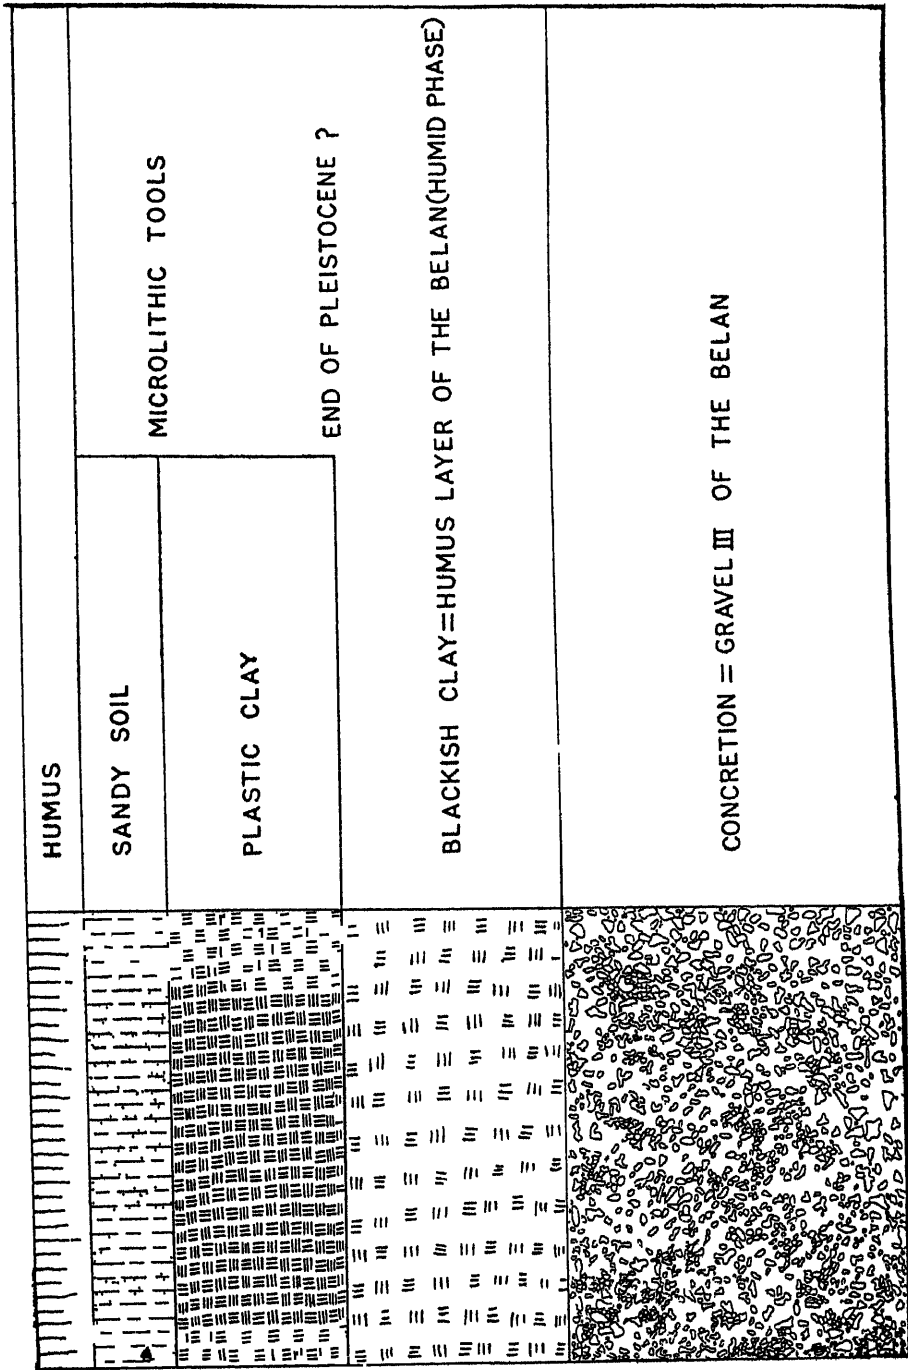 HUMUS
SANDY SOIL
MICROLITHIC TOOLS
PLASTIC CLAY
END OF PLEISTOCENE ?
BLACKISH CLAY=HUMUS LAYER OF THE BELAN(HUMID PHASE)
CONCRETION = GRAVEL III OF THE BELAN